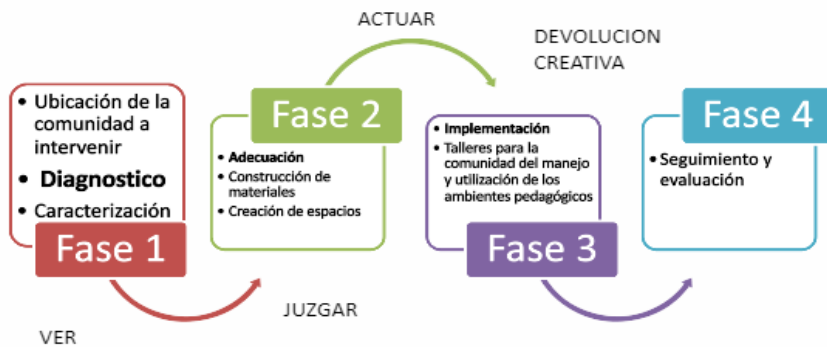 ACTUAR
DEVOLUCION
CREATIVA
• Ubicación de la
comunidad a
intervenir
• Diagnostico
• Caracterización
Fase 1
Fase 2
• Adecuación
• Construcción de
materiales
• Creación de espacios
• Implementación
• Talleres para la
comunidad del manejo
y utilización de los
ambientes pedagógicos
Fase 3
Fase 4
• Seguimiento y
evaluación
JUZGAR
VER